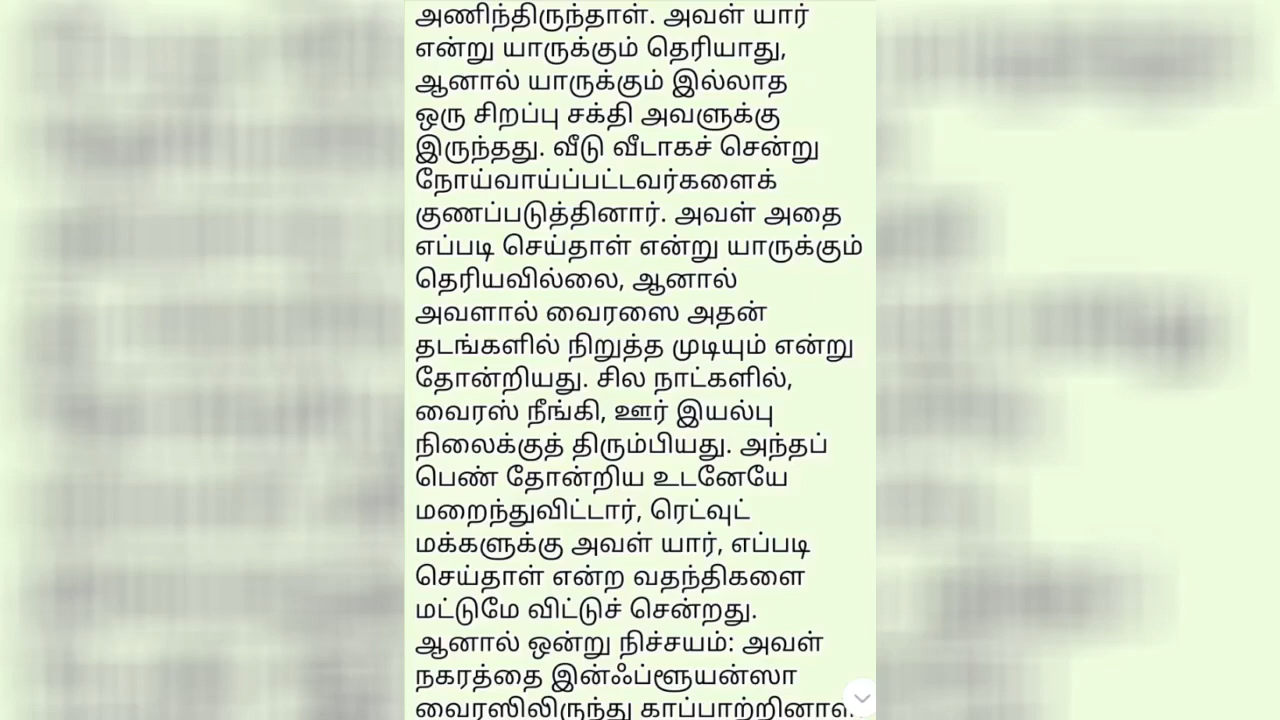 அணிந்திருந்தாள். அவள் யார்
என்று யாருக்கும் தெரியாது,
ஆனால் யாருக்கும் இல்லாத
ஒரு சிறப்பு சக்தி அவளுக்கு
இருந்தது. வீடு வீடாகச் சென்று
நோய்வாய்ப்பட்டவர்களைக்
குணப்படுத்தினார். அவள் அதை
எப்படி செய்தாள் என்று யாருக்கும்
தெரியவில்லை, ஆனால்
அவளால் வைரஸை அதன்
தடங்களில் நிறுத்த முடியும் என்று
தோன்றியது. சில நாட்களில்,
வைரஸ் நீங்கி, ஊர் இயல்பு
நிலைக்குத் திரும்பியது. அந்தப்
பெண் தோன்றிய உடனேயே
மறைந்துவிட்டார், ரெட்வுட்
மக்களுக்கு அவள் யார், எப்படி
செய்தாள் என்ற வதந்திகளை
மட்டுமே விட்டுச் சென்றது.
ஆனால் ஒன்று நிச்சயம்: அவள்
நகரத்தை இன்ஃப்ளூயன்ஸா
வைரஸிலிருந்து காப்பாற்றினாள்.